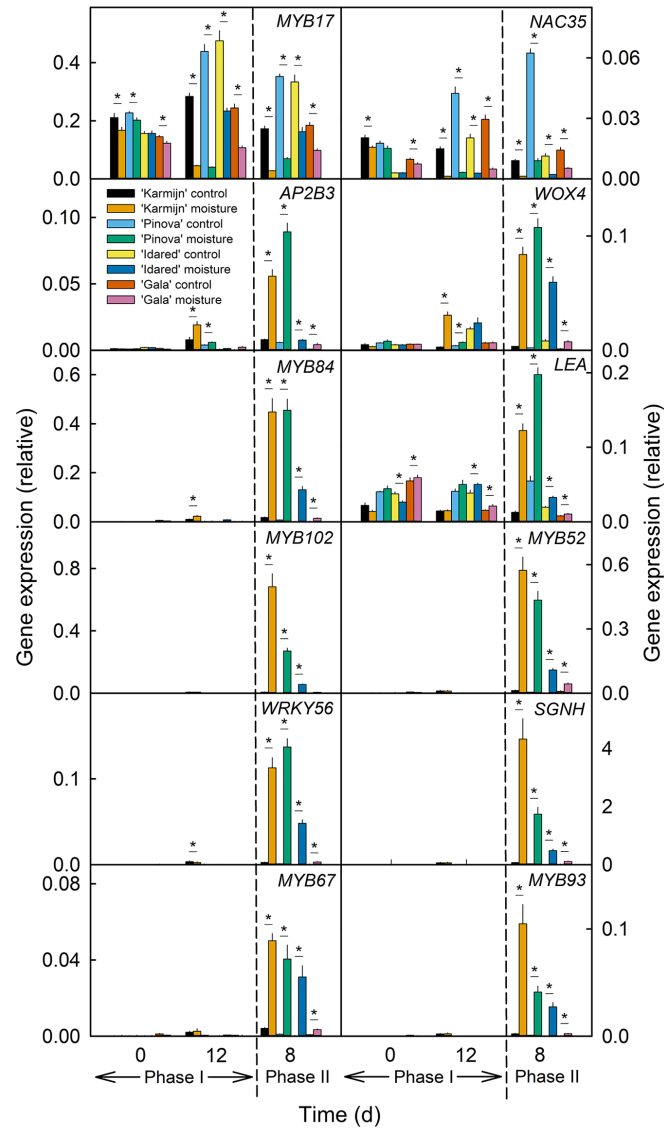 MYB17
NAC35
0.4
0.2
0.0
0.06
0.03
0.00
* * * * * * * * * * *
* * * * * * * * * *
AP2B3
WOX4
'Karmijn' control
'Karmijn' moisture
'Pinova' control
'Pinova' moisture
'Idared' control
'Idared' moisture
'Gala' control
'Gala' moisture
0.10
0.05
0.00
0.1
0.0
* * * * * *
* * * * * *
MYB84
LEA
0.6
0.4
0.2
0.0
0.2
0.1
0.0
* * * * *
* * * * * * * * *
MYB102
MYB52
0.8
0.4
0.0
0.6
0.3
0.0
* * *
* * * *
WRKY56
SGNH
0.1
0.0
4
2
0
* * * * *
* * * *
MYB67
MYB93
0.08
0.04
0.00
0.1
0.0
* * * *
* * * *
Gene expression (relative)
Gene expression (relative)
0 12 8 0 12 8
Phase I Phase II Phase I Phase II
Time (d)